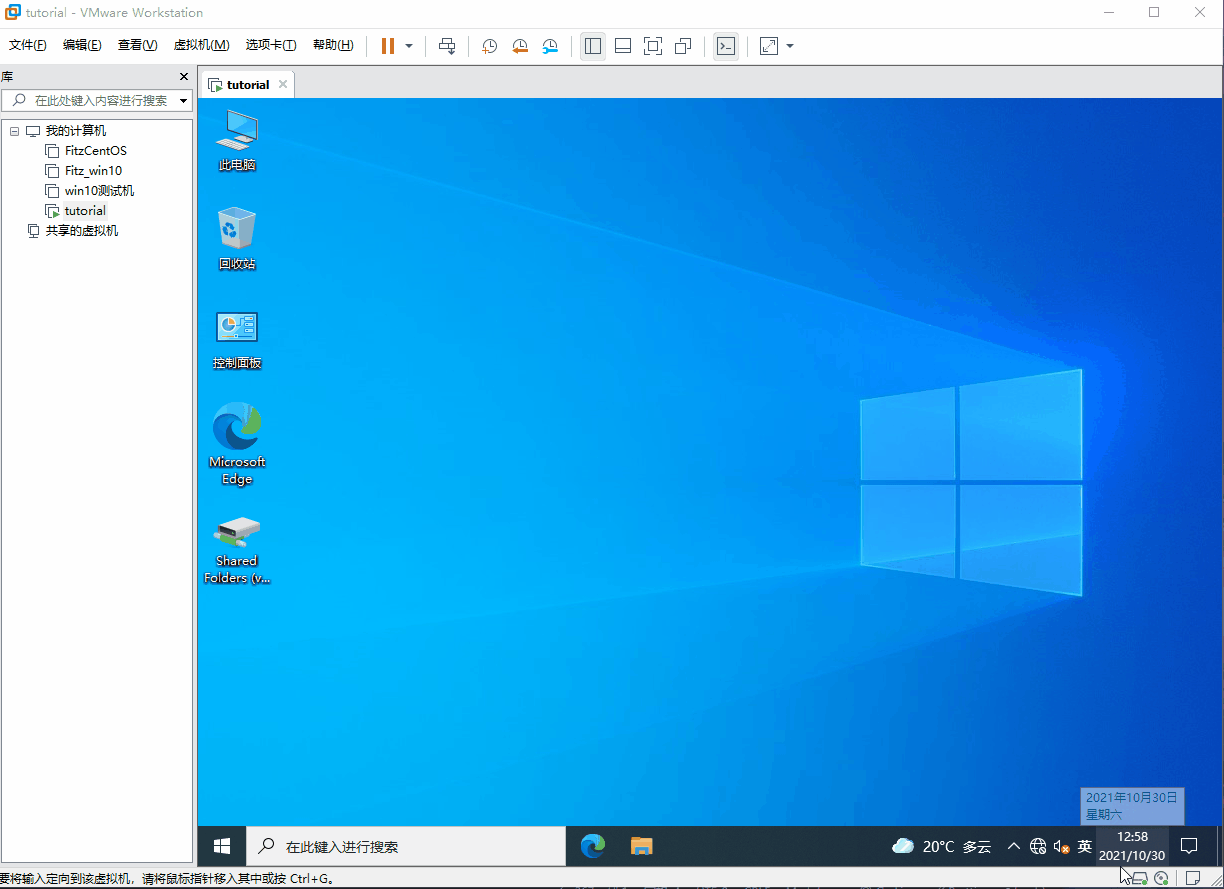 tutorial - VMware Workstation
文件(F) 编辑(E) 查看(V) 虚拟机(M) 选项卡(T) 帮助(H)
库
在此处键入内容进行搜索
我的计算机
FitzCentOS
Fitz_win10
win10测试机
tutorial
共享的虚拟机
tutorial
此电脑
回收站
控制面板
Microsoft
Edge
Shared
Folders (v...
2021年10月30日
星期六
在此键入进行搜索
20°C 多云
英
12:58
2021/10/30
要将输入定向到该虚拟机，请将鼠标指针移入其中或按 Ctrl+G。